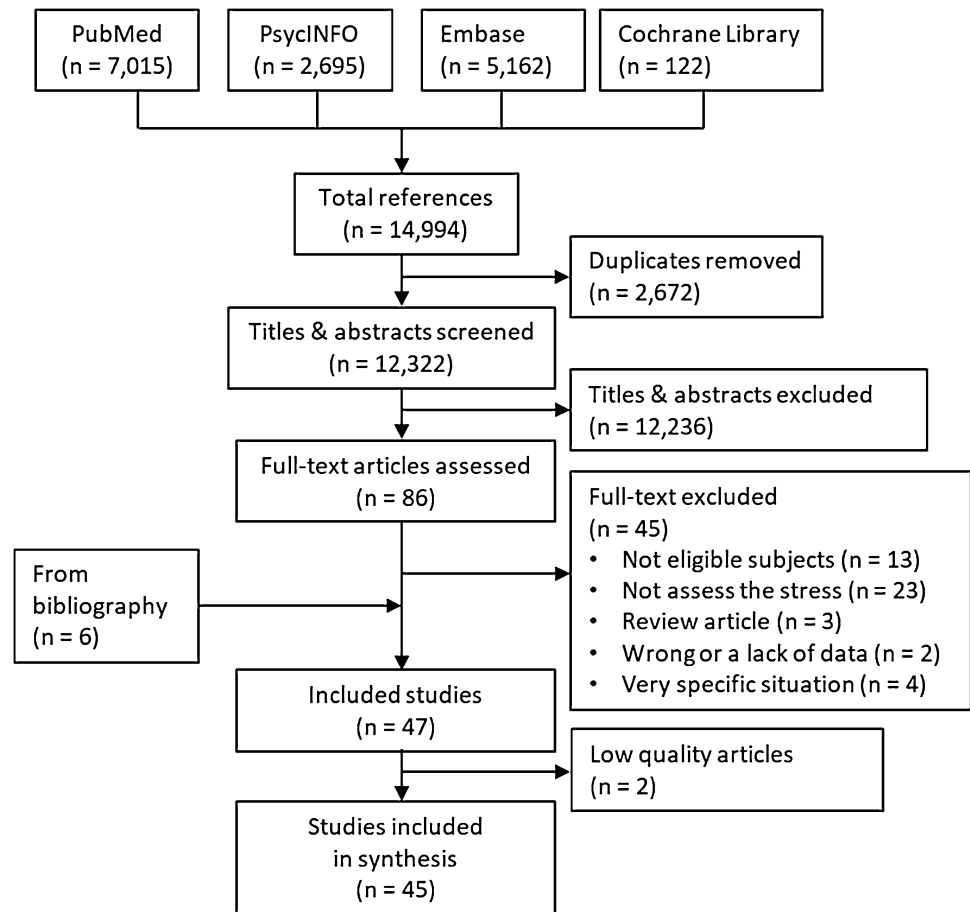 PubMed
(n = 7,015)
PsycINFO
(n = 2,695)
Embase
(n = 5,162)
Cochrane Library
(n = 122)
Total references
(n = 14,994)
Duplicates removed
(n = 2,672)
Titles & abstracts screened
(n = 12,322)
Titles & abstracts excluded
(n = 12,236)
Full-text articles assessed
(n = 86)
Full-text excluded
(n = 45)
• Not eligible subjects (n = 13)
• Not assess the stress (n = 23)
• Review article (n = 3)
• Wrong or a lack of data (n = 2)
• Very specific situation (n = 4)
From
bibliography
(n = 6)
Included studies
(n = 47)
Low quality articles
(n = 2)
Studies included
in synthesis
(n = 45)